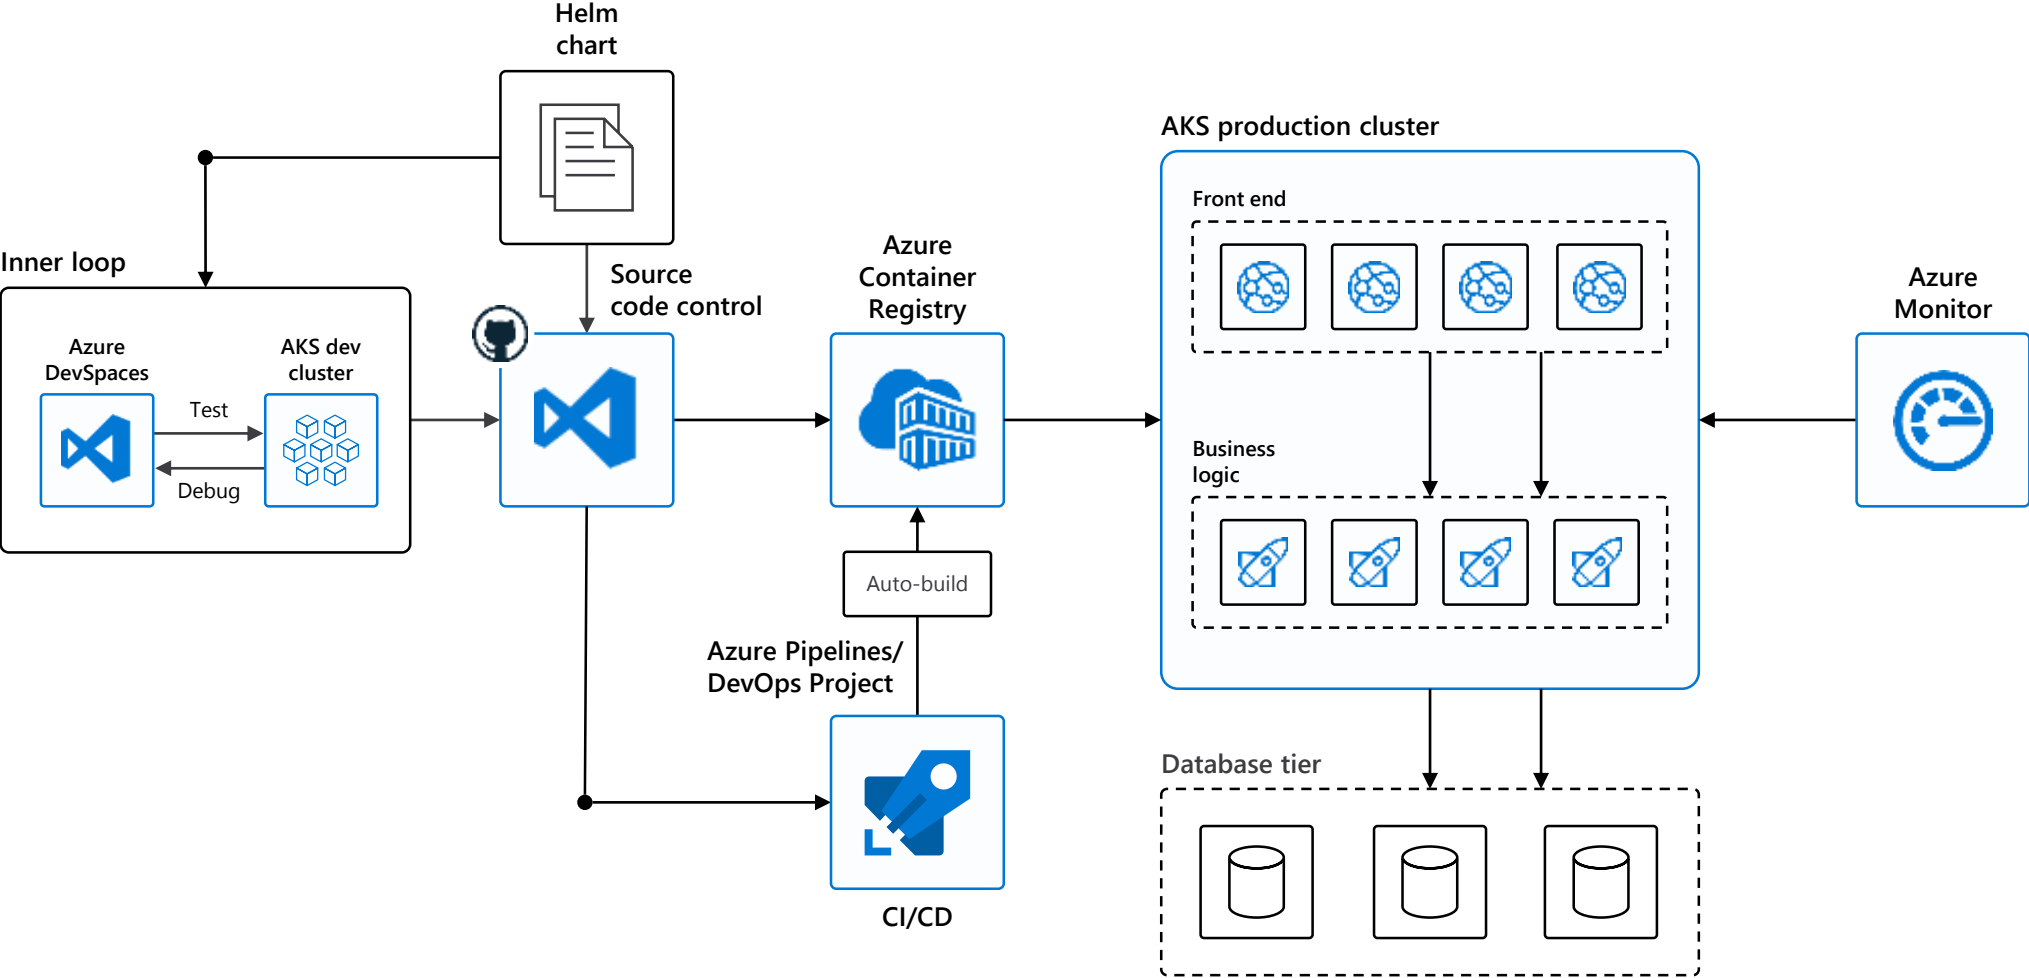 Helm
chart
AKS production cluster
Front end
Inner loop
Source
code control
Azure
Container
Registry
Azure
Monitor
Azure
DevSpaces
AKS dev
cluster
Test
Debug
Business
logic
Auto-build
Azure Pipelines/
DevOps Project
Database tier
CI/CD